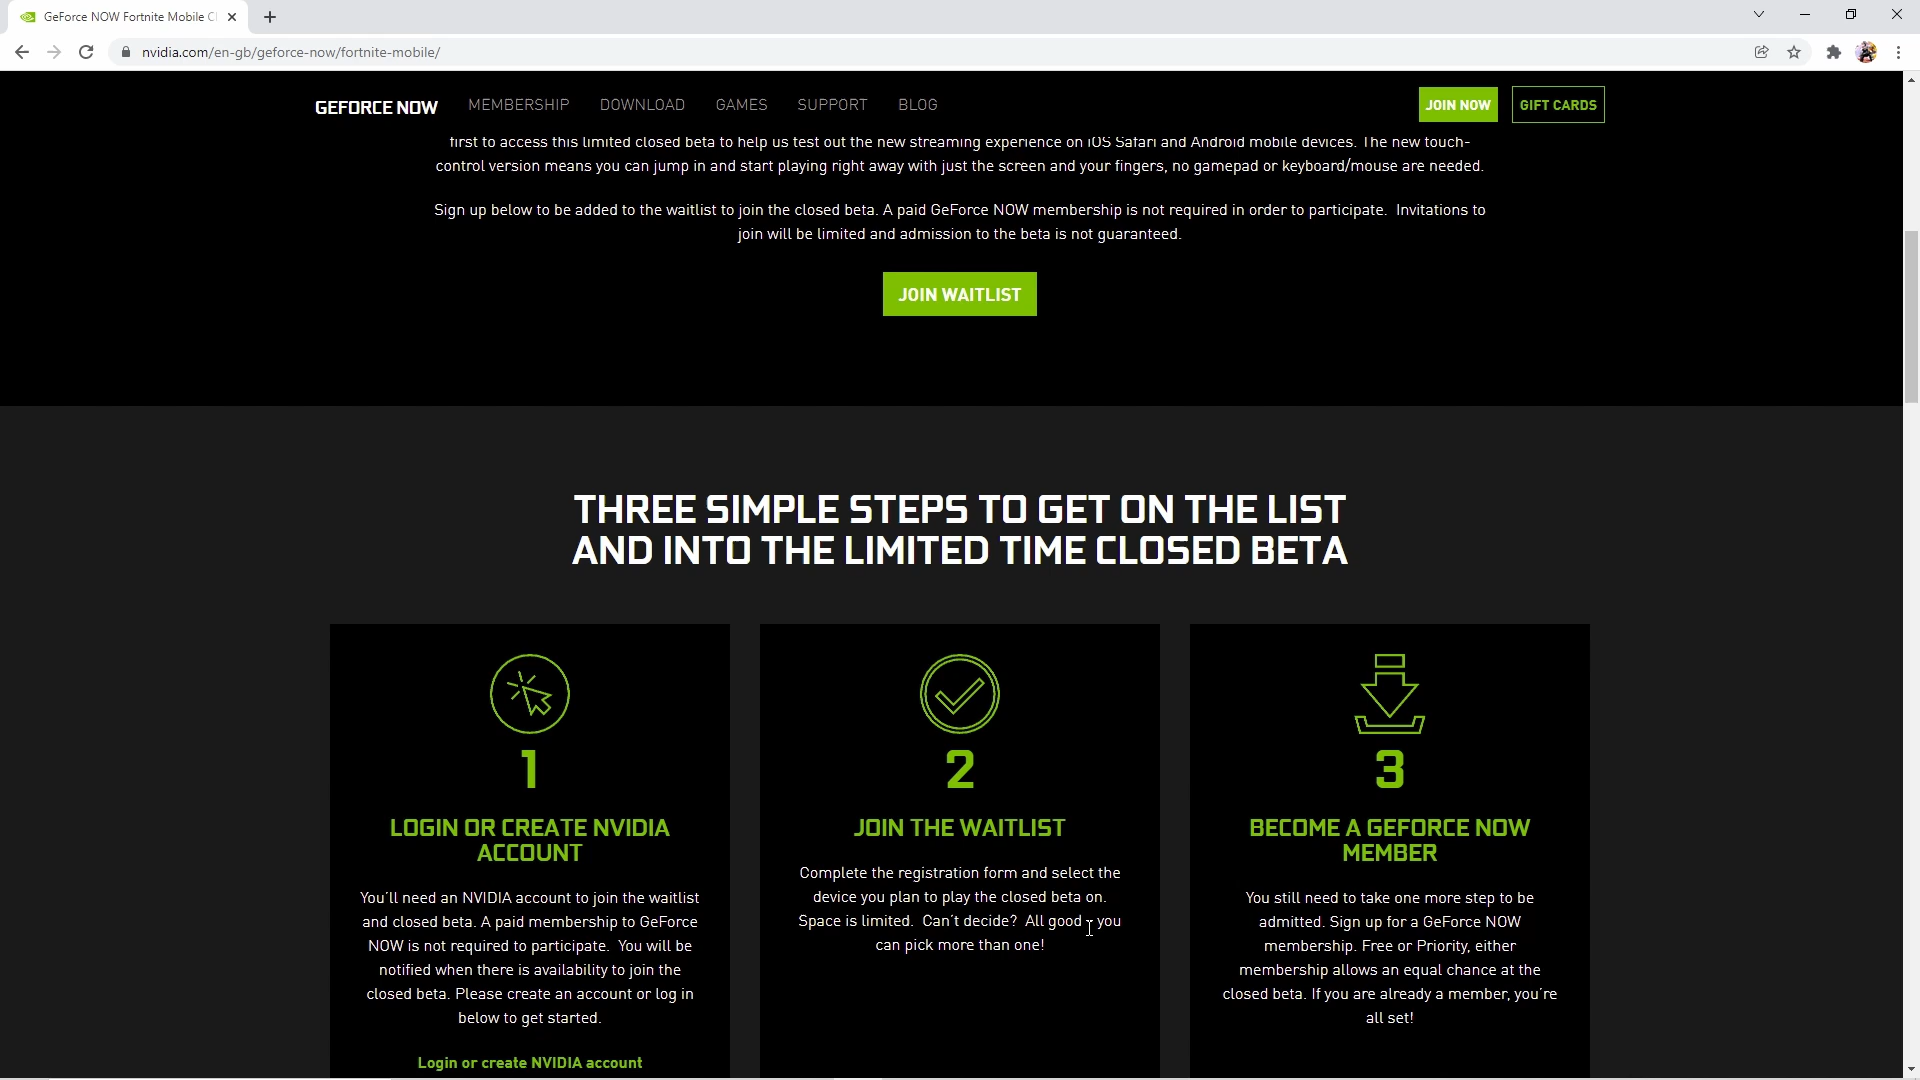 GeForce NOW Fortnite Mobile Cl
nvidia.com/en-gb/geforce-now/fortnite-mobile/
GEFORCE NOW
MEMBERSHIP
DOWNLOAD
GAMES
SUPPORT
BLOG
JOIN NOW
GIFT CARDS
first to access this limited closed beta to help us test out the new streaming experience on iOS Safari and Android mobile devices. The new touch-
control version means you can jump in and start playing right away with just the screen and your fingers, no gamepad or keyboard/mouse are needed.
Sign up below to be added to the waitlist to join the closed beta. A paid GeForce NOW membership is not required in order to participate. Invitations to
join will be limited and admission to the beta is not guaranteed.
JOIN WAITLIST
THREE SIMPLE STEPS TO GET ON THE LIST
AND INTO THE LIMITED TIME CLOSED BETA
1
LOGIN OR CREATE NVIDIA
ACCOUNT
You'll need an NVIDIA account to join the waitlist
and closed beta. A paid membership to GeForce
NOW is not required to participate. You will be
notified when there is availability to join the
closed beta. Please create an account or log in
below to get started.
Login or create NVIDIA account
2
JOIN THE WAITLIST
Complete the registration form and select the
device you plan to play the closed beta on.
Space is limited. Can't decide? All good - you
can pick more than one!
3
BECOME A GEFORCE NOW
MEMBER
You still need to take one more step to be
admitted. Sign up for a GeForce NOW
membership. Free or Priority, either
membership allows an equal chance at the
closed beta. If you are already a member, you're
all set!